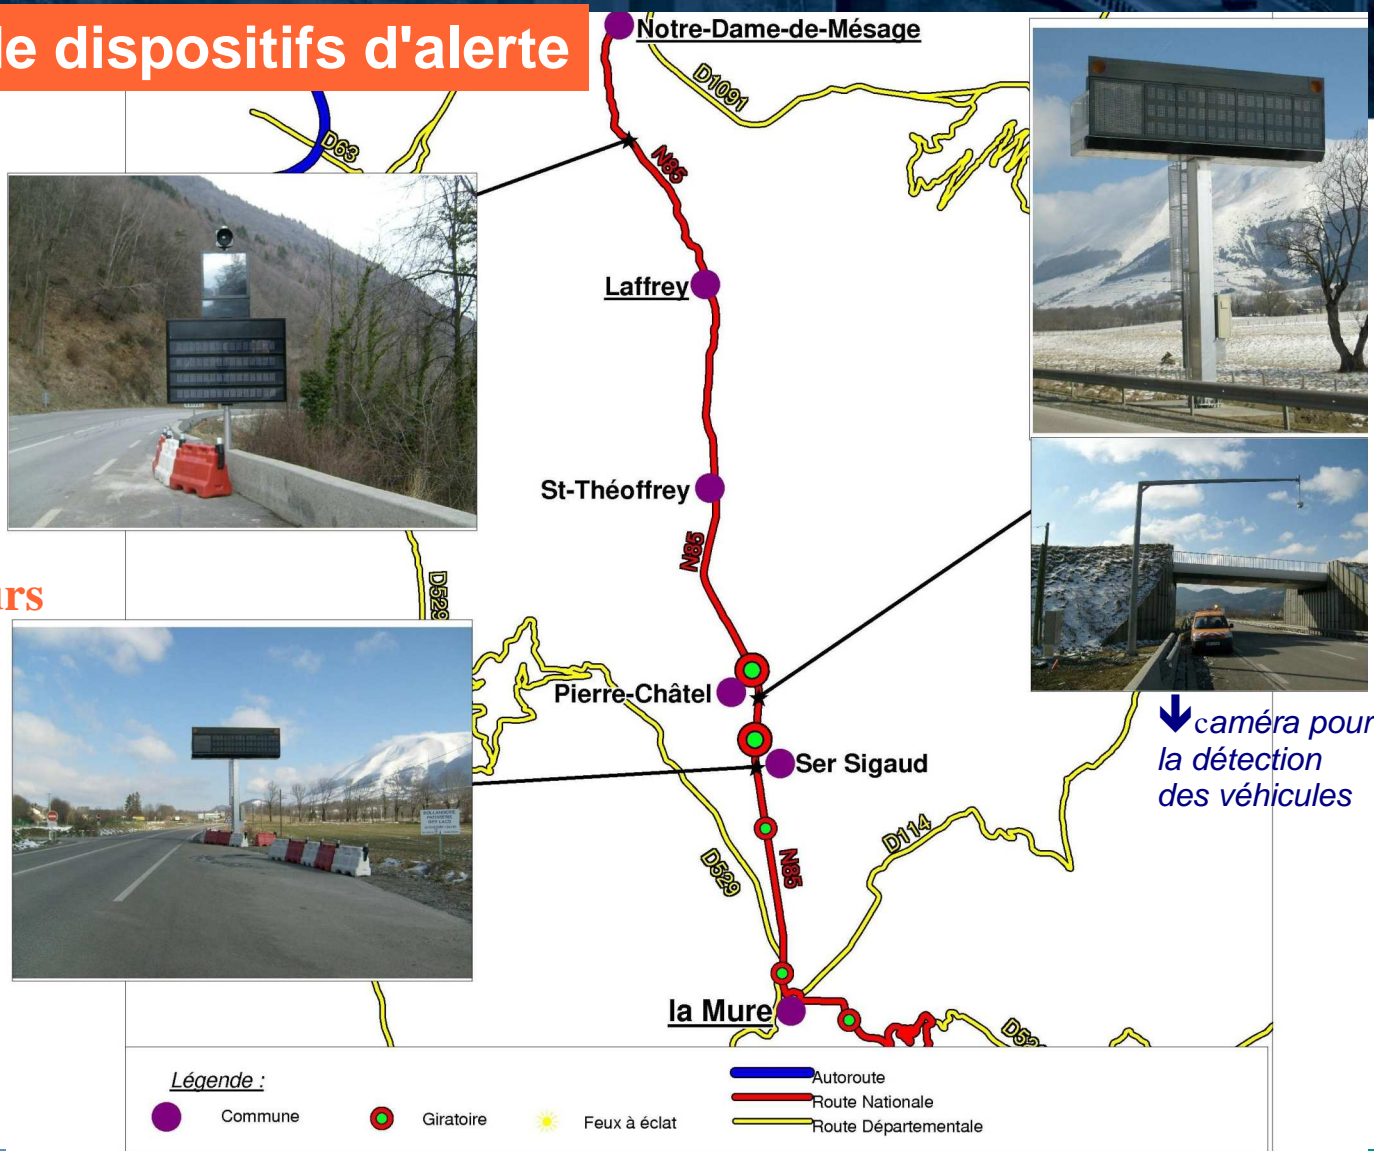 le dispositifs d'alerte
Notre-Dame-de-Mésage
D1091
D63
N85
Laffrey
St-Théoffrey
N85
D529
urs
Pierre-Châtel
Ser Sigaud
caméra pour
la détection
des véhicules
D114
N85
D529
la Mure
Légende :
Commune
Giratoire
Feux à éclat
Autoroute
Route Nationale
Route Départementale